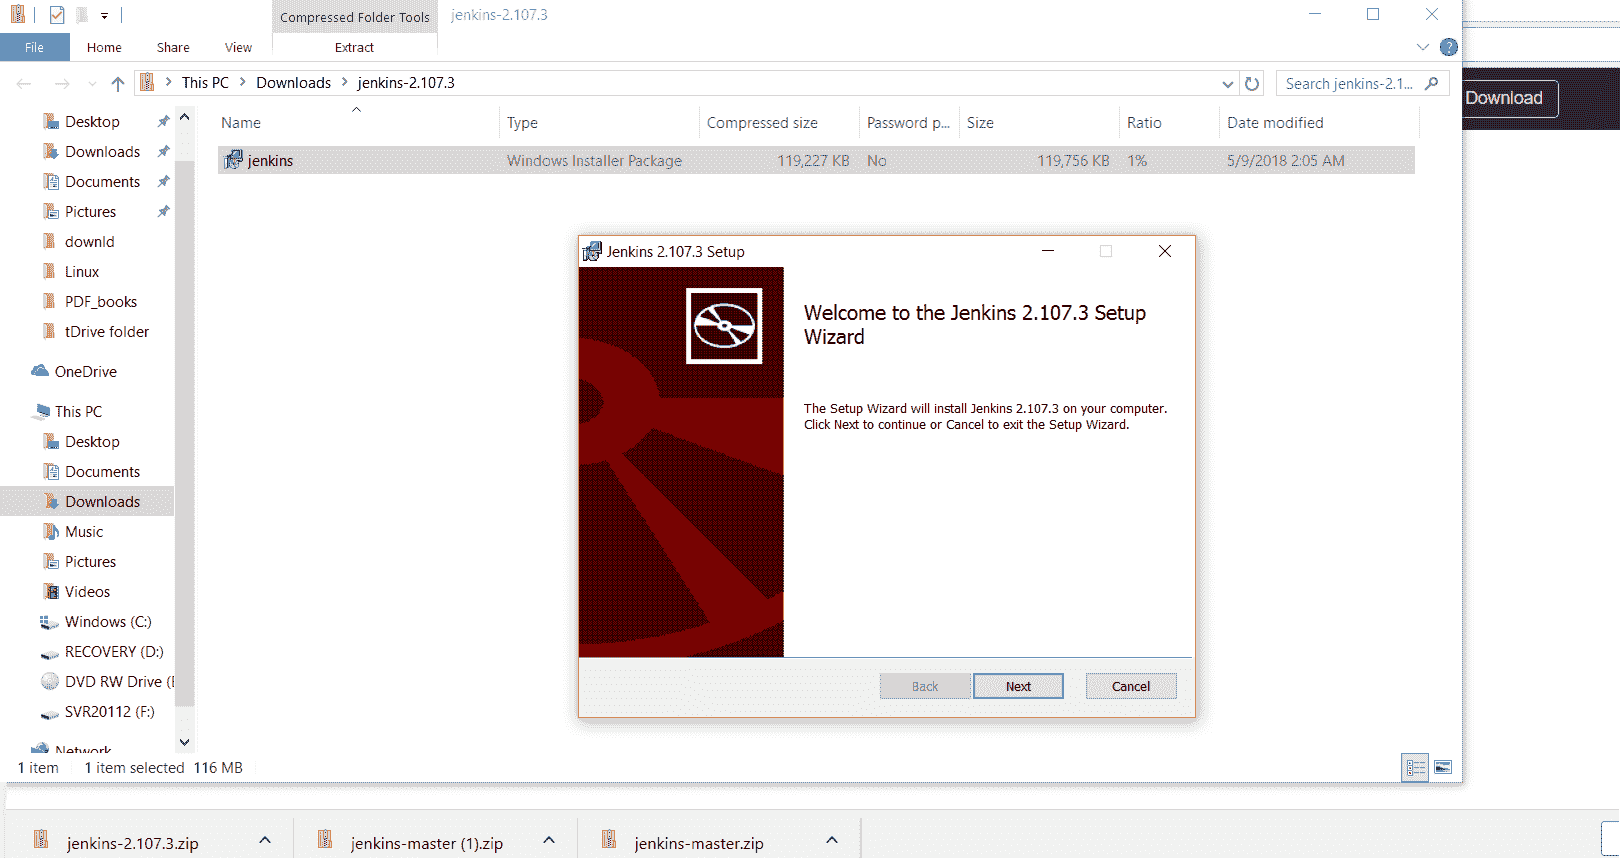 Compressed Folder Tools
jenkins-2.107.3
File
Home
Share
View
Extract
?
This PC
Downloads
jenkins-2.107.3
Search jenkins-2.1...
Download
Desktop
Downloads
Documents
Pictures
downld
Linux
PDF_books
tDrive folder
OneDrive
This PC
Desktop
Documents
Downloads
Music
Pictures
Videos
Windows (C:)
RECOVERY (D:)
DVD RW Drive (
SVR20112 (F:)
Network
Name
Type
Compressed size
Password p...
Size
Ratio
Date modified
jenkins
Windows Installer Package
119,227 KB
No
119,756 KB
1%
5/9/2018 2:05 AM
Jenkins 2.107.3 Setup
Welcome to the Jenkins 2.107.3 Setup
Wizard
The Setup Wizard will install Jenkins 2.107.3 on your computer.
Click Next to continue or Cancel to exit the Setup Wizard.
Back
Next
Cancel
1 item
1 item selected 116 MB
jenkins-2.107.3.zip
jenkins-master (1).zip
jenkins-master.zip